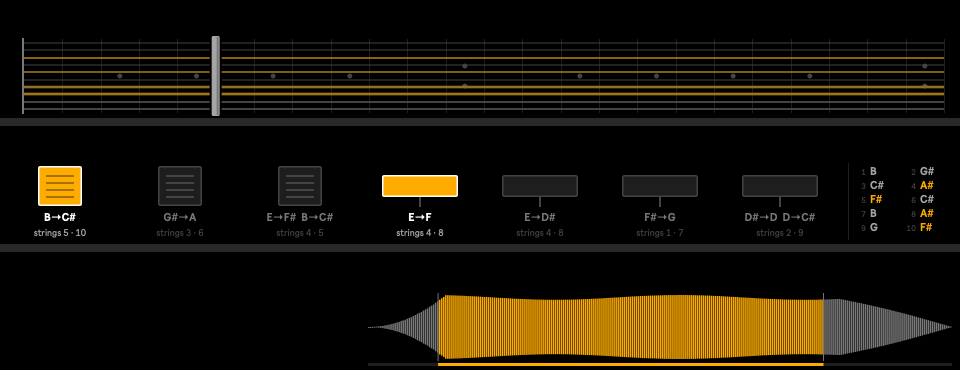 B→C# G#→A E→F# B→C# E→F E→D# F#→G D#→D D→C#
strings 5 · 10 strings 3 · 6 strings 4 · 5 strings 4 · 8 strings 4 · 8 strings 1 · 7 strings 2 · 9
1 B 2 G#
3 C# 4 A#
5 F# 6 C#
7 B 8 A#
9 G 10 F#